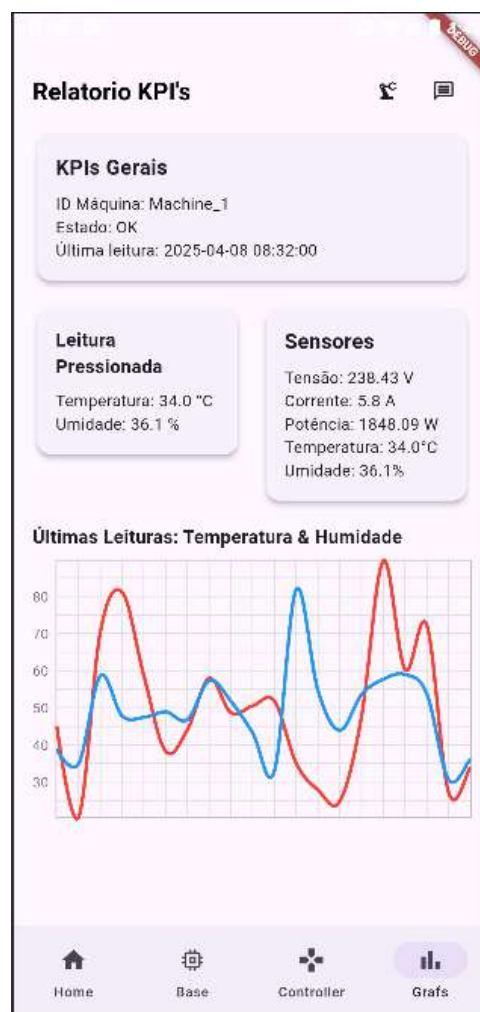 DEBUG
Relatorio KPI's
KPIs Gerais
ID Máquina: Machine_1
Estado: OK
Última leitura: 2025-04-08 08:32:00
Leitura
Pressionada
Temperatura: 34.0 °C
Umidade: 36.1 %
Sensores
Tensão: 238.43 V
Corrente: 5.8 A
Potência: 1848.09 W
Temperatura: 34.0°C
Umidade: 36.1%
Últimas Leituras: Temperatura & Humidade
80
70
60
50
40
30
Home
Base
Controller
Grafs